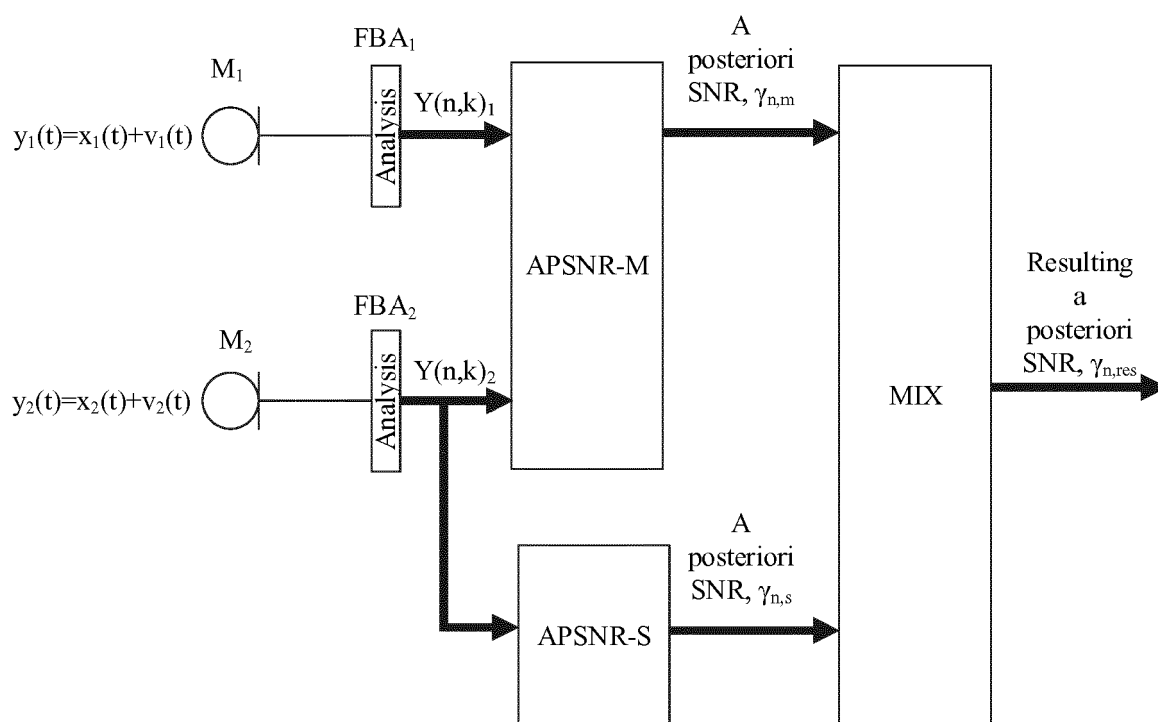 FBA₁
M₁
y₁(t)=x₁(t)+v₁(t)
Analysis
Y(n,k)₁
APSNR-M
A
posteriori
SNR, γₙ,ₘ
FBA₂
M₂
y₂(t)=x₂(t)+v₂(t)
Analysis
Y(n,k)₂
APSNR-S
A
posteriori
SNR, γₙ,ₛ
MIX
Resulting
a
posteriori
SNR, γₙ,ᵣₑₛ